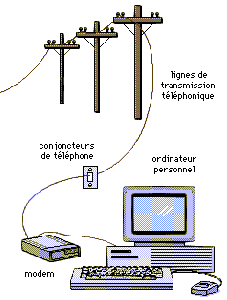 lignes de
transmission
téléphonique
conjoncteurs
de téléphone
ordinateur
personnel
modem